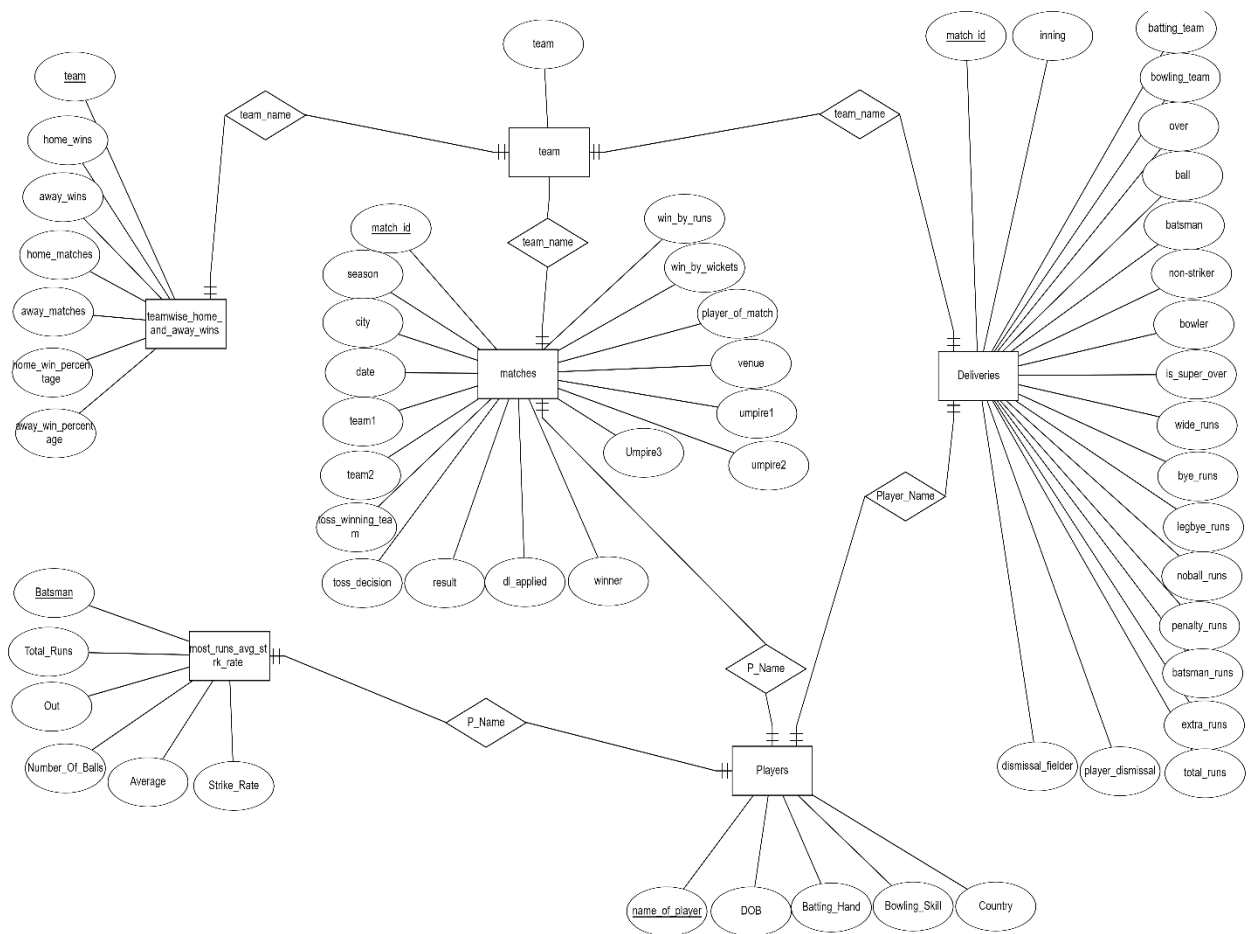 batting_team
match_id
inning
team
team
bowling_team
team_name
team_name
over
home_wins
team
ball
away_wins
match_id
team_name
win_by_runs
batsman
home_matches
season
win_by_wickets
non-striker
away_matches
teamwise_home_
and_away_wins
city
player_of_match
bowler
home_win_percen
tage
date
matches
venue
Deliveries
is_super_over
away_win_percent
age
team1
umpire1
wide_runs
team2
Umpire3
umpire2
bye_runs
toss_winning_tea
m
Player_Name
legbye_runs
toss_decision
result
dl_applied
winner
noball_runs
Batsman
penalty_runs
Total_Runs
most_runs_avg_st
rk_rate
P_Name
batsman_runs
Out
P_Name
extra_runs
Number_Of_Balls
Average
Strike_Rate
Players
dismissal_fielder
player_dismissal
total_runs
name_of_player
DOB
Batting_Hand
Bowling_Skill
Country